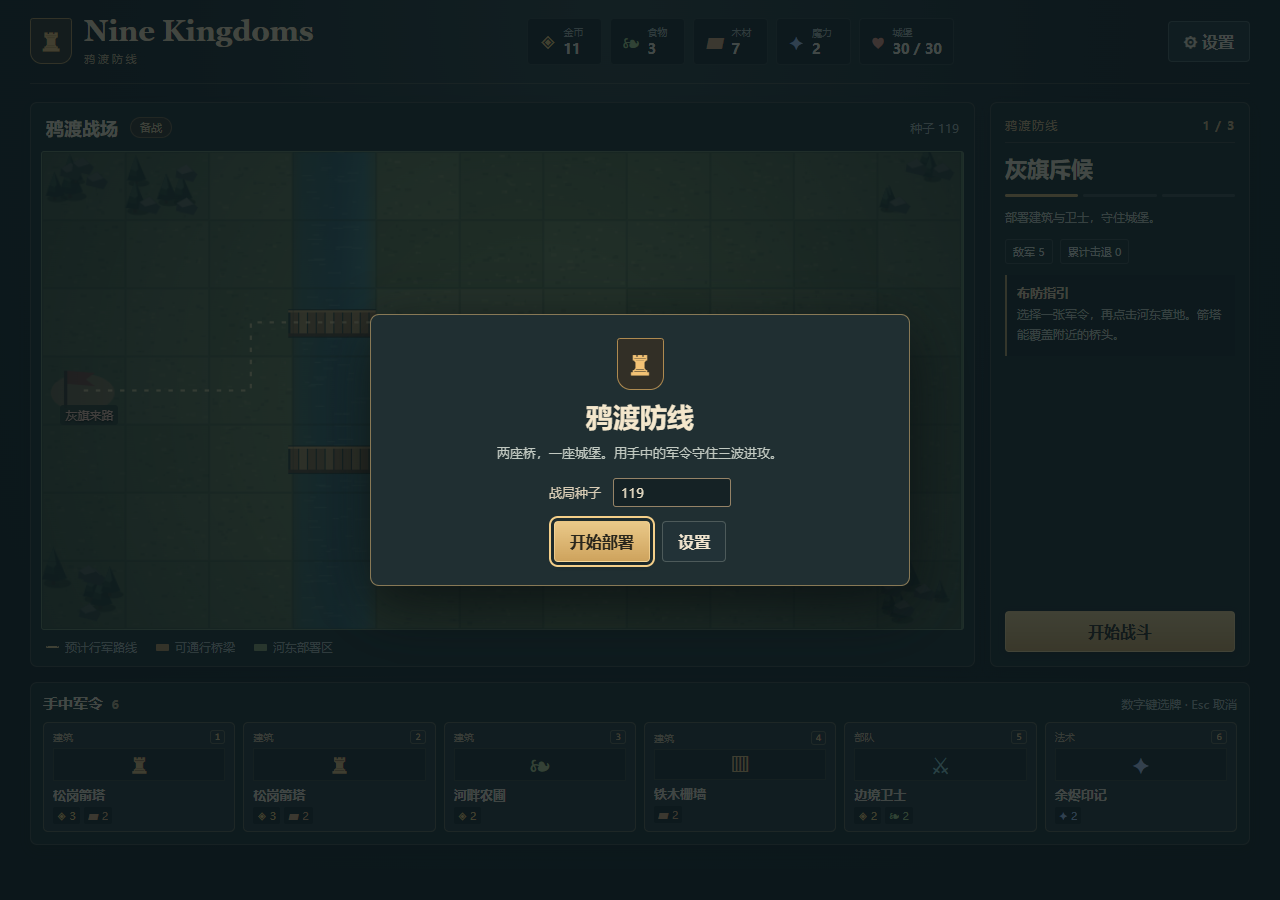 Nine Kingdoms
鸦渡防线
金币
11
食物
3
木材
7
魔力
2
城堡
30 / 30
设置
鸦渡战场
备战
种子 119
灰旗来路
预计行军路线
可通行桥梁
河东部署区
鸦渡防线
1 / 3
灰旗斥候
部署建筑与卫士，守住城堡。
敌军 5
累计击退 0
布防指引
选择一张军令，再点击河东草地。箭塔
能覆盖附近的桥头。
开始战斗
鸦渡防线
两座桥，一座城堡。用手中的军令守住三波进攻。
战局种子
119
开始部署
设置
手中军令 6
数字键选牌 · Esc 取消
建筑
1
松岗箭塔
3
2
建筑
2
松岗箭塔
3
2
建筑
3
河畔农圃
2
建筑
4
铁木栅墙
2
部队
5
边境卫士
2
2
法术
6
余烬印记
2